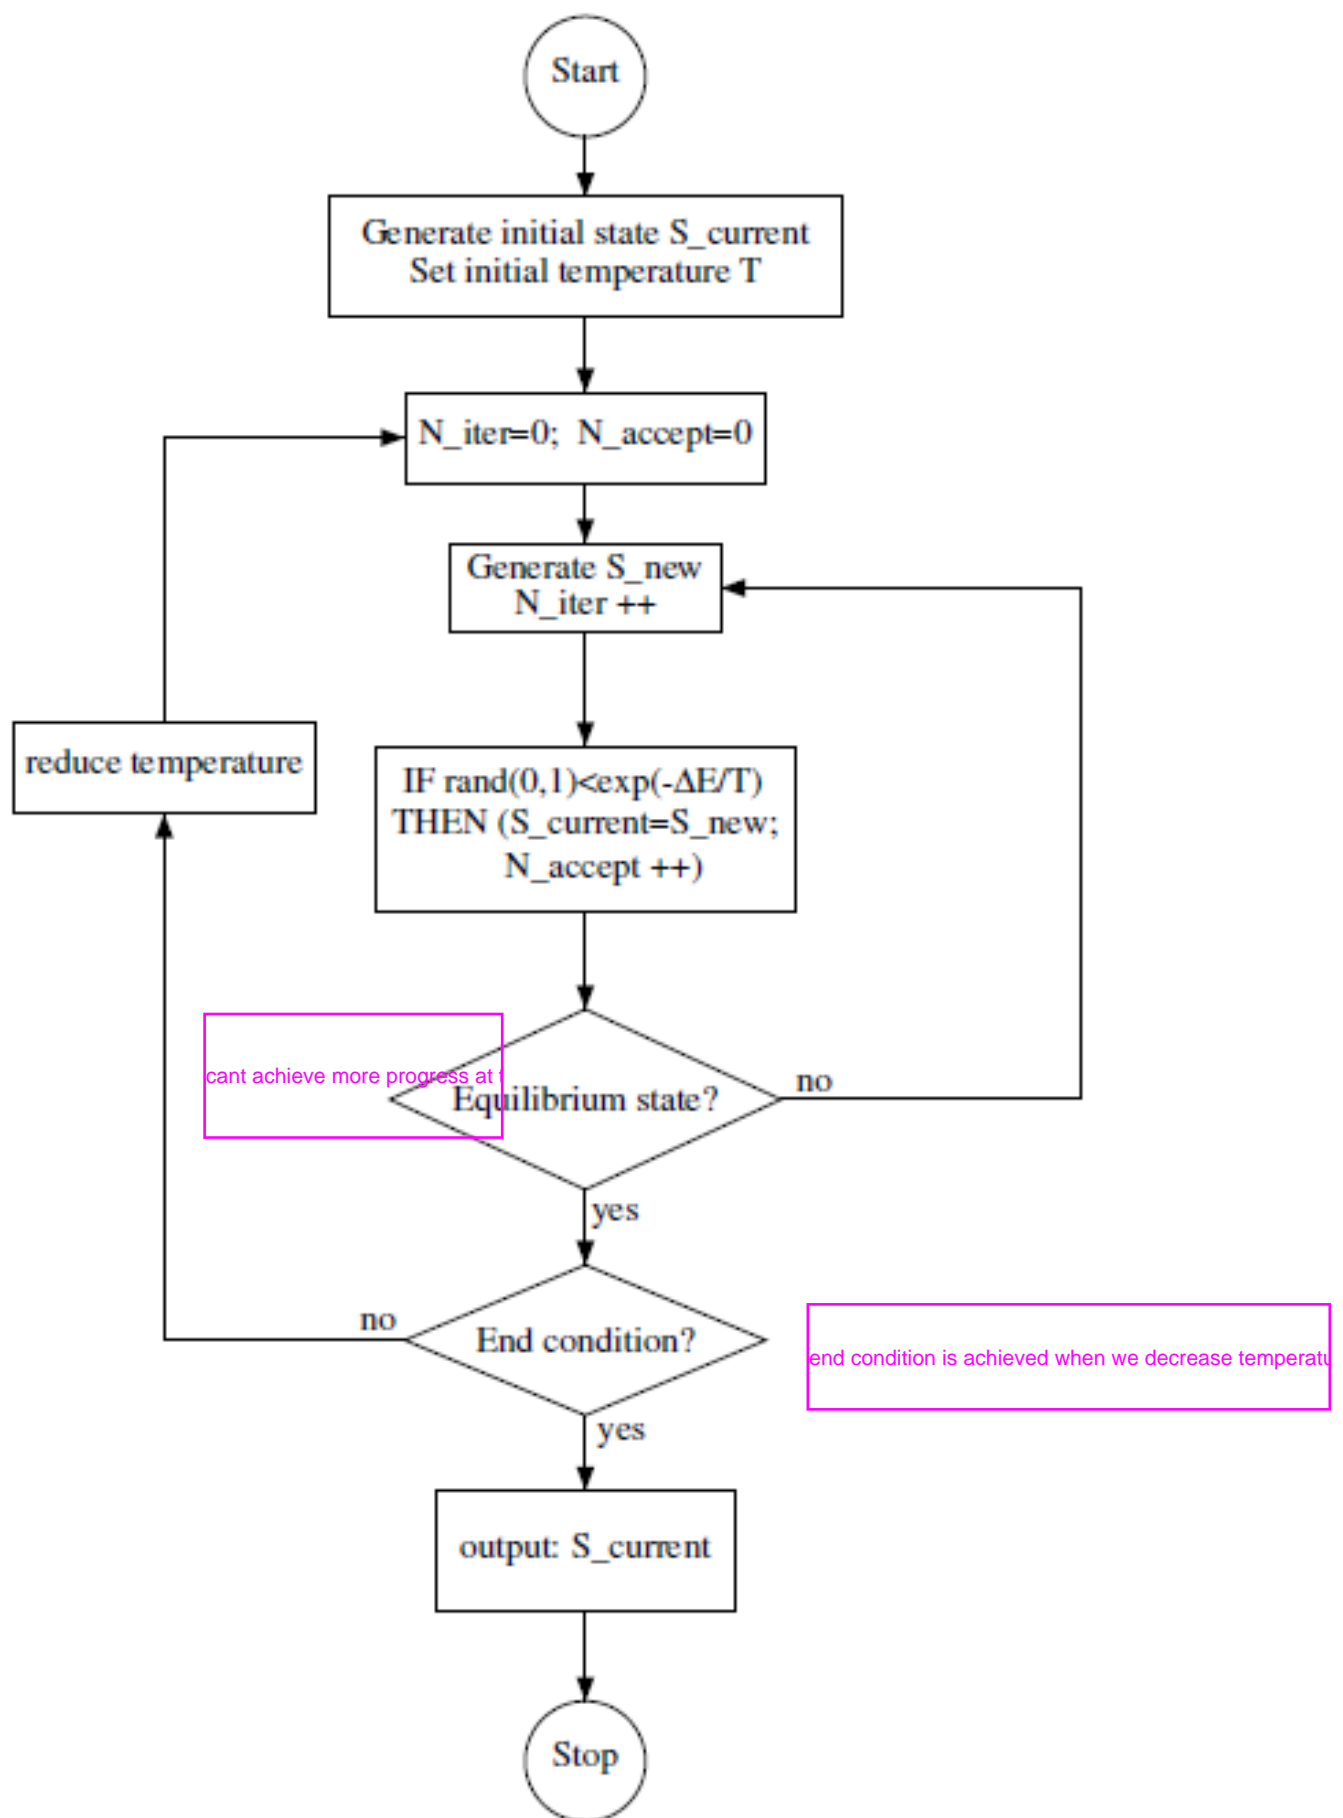 Start
Generate initial state S_current
Set initial temperature T
N_iter=0; N_accept=0
Generate S_new
N_iter ++
reduce temperature
IF rand(0,1)<exp(-ΔE/T)
THEN (S_current=S_new;
N_accept ++)
cant achieve more progress at
Equilibrium state?
no
yes
no
End condition?
end condition is achieved when we decrease
yes
output: S_current
Stop